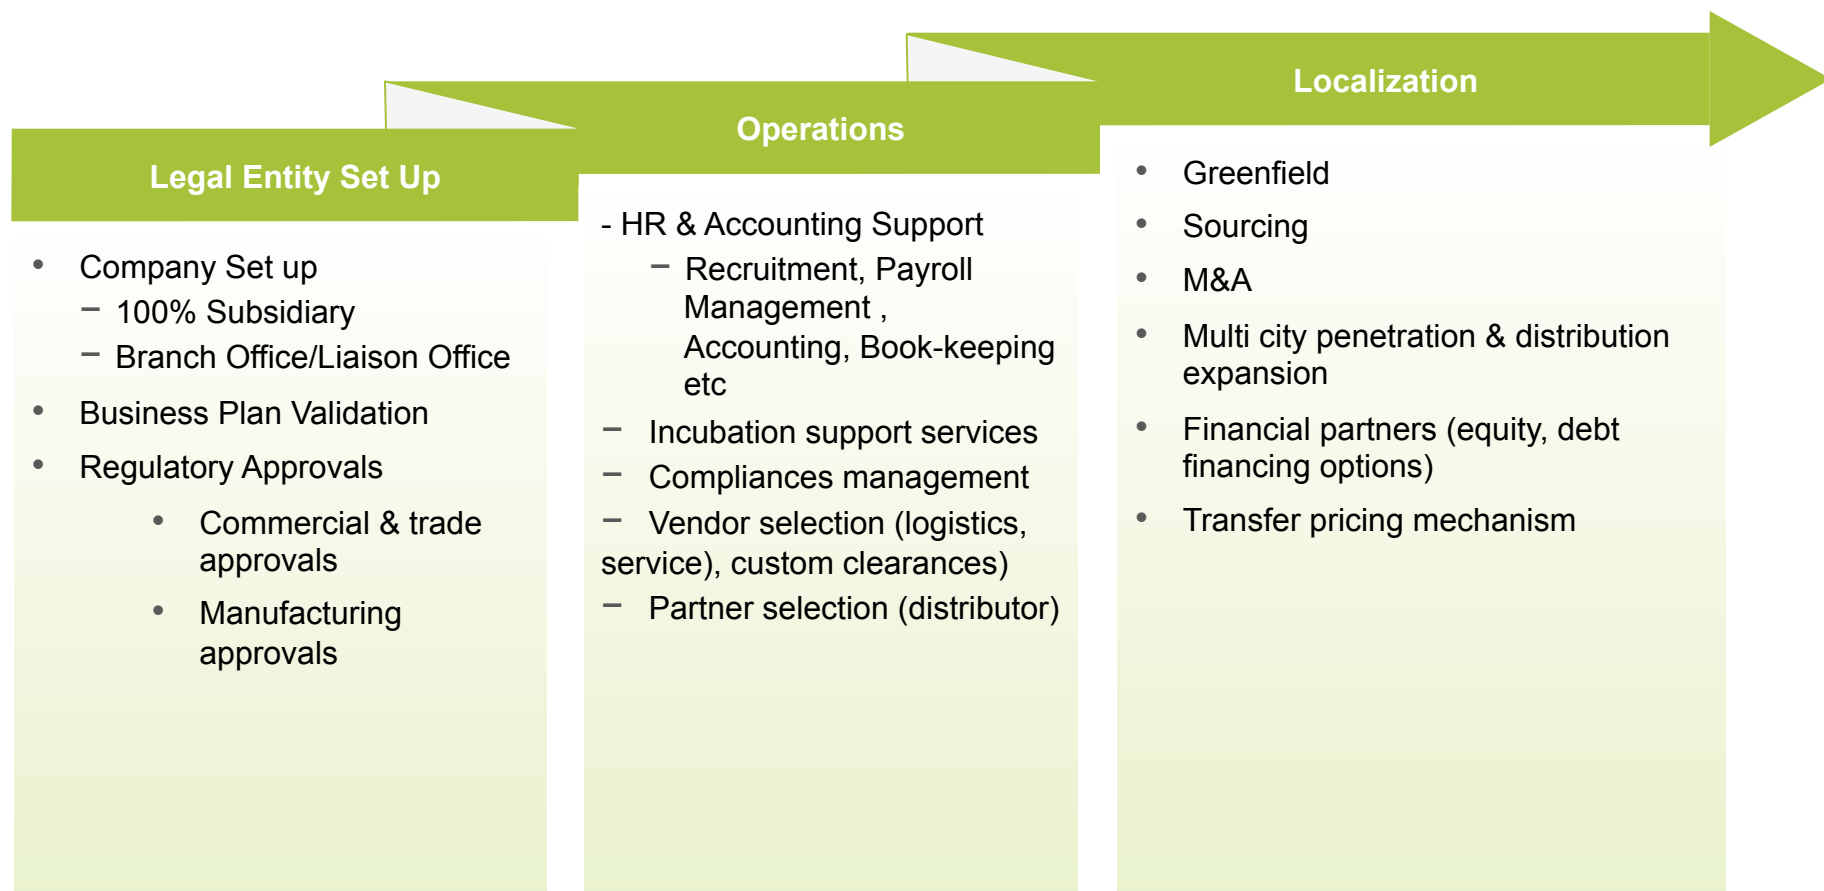 Legal Entity Set Up
• Company Set up
– 100% Subsidiary
– Branch Office/Liaison Office
• Business Plan Validation
• Regulatory Approvals
• Commercial & trade
approvals
• Manufacturing
approvals
Operations
- HR & Accounting Support
– Recruitment, Payroll
Management ,
Accounting, Book-keeping
etc
– Incubation support services
– Compliances management
– Vendor selection (logistics,
service), custom clearances)
– Partner selection (distributor)
Localization
• Greenfield
• Sourcing
• M&A
• Multi city penetration & distribution
expansion
• Financial partners (equity, debt
financing options)
• Transfer pricing mechanism